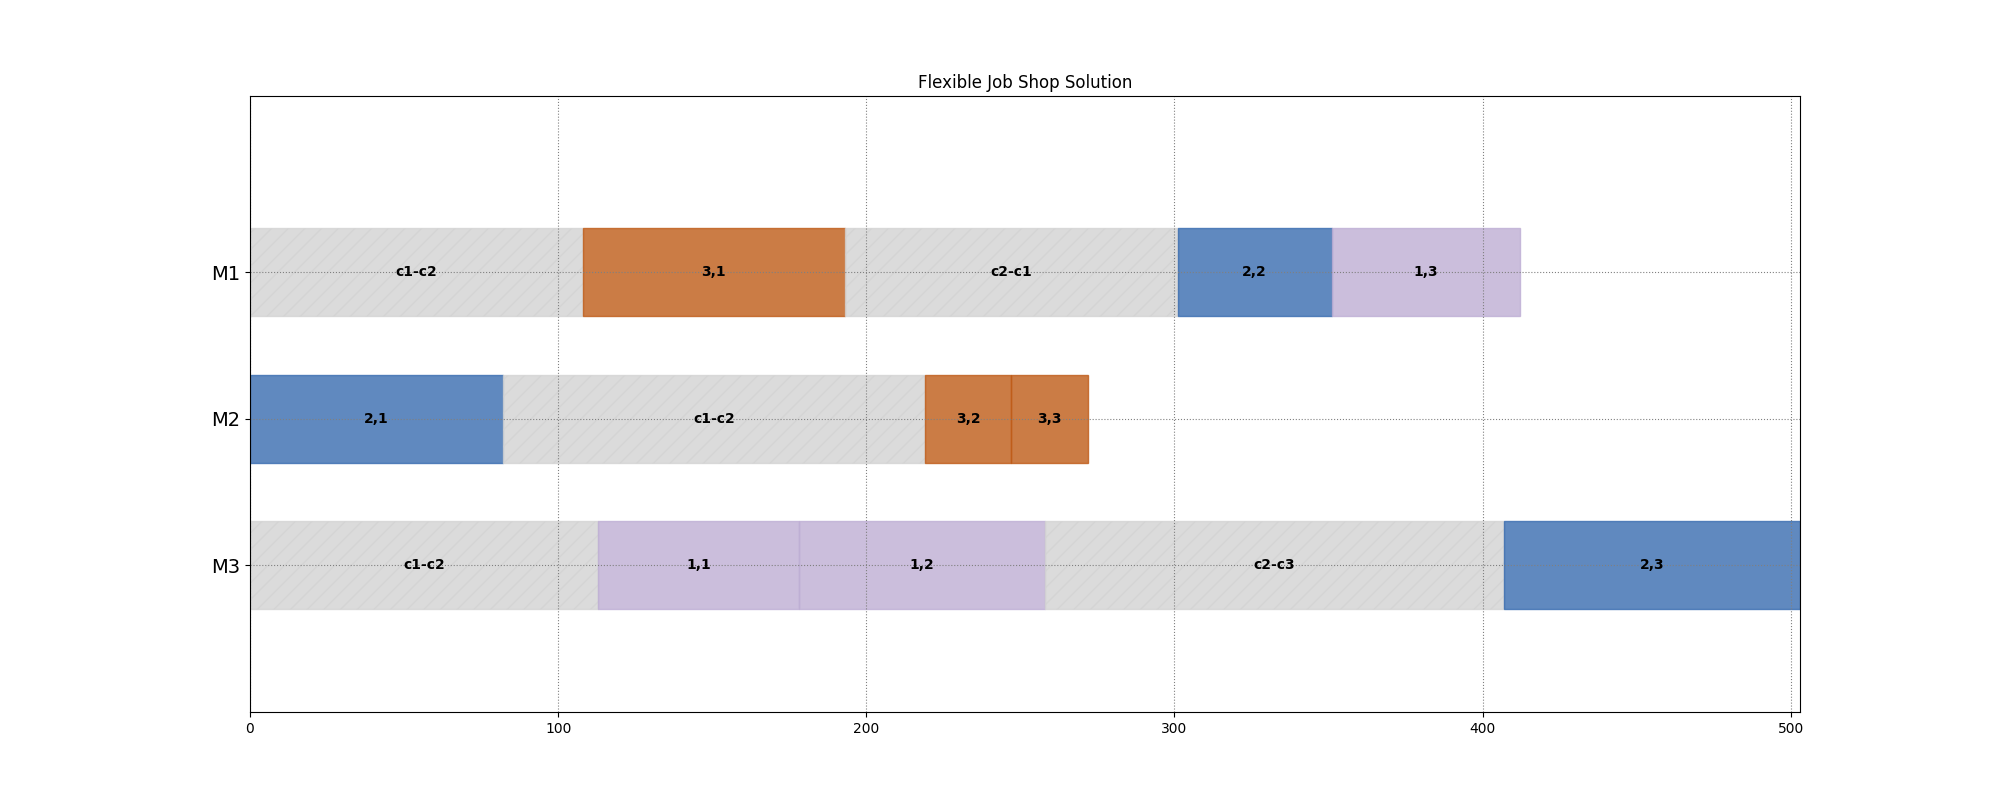 Flexible Job Shop Solution
M1 c1-c2 3,1 c2-c1 2,2 1,3
M2 2,1 c1-c2 3,2 3,3
M3 c1-c2 1,1 1,2 c2-c3 2,3
0 100 200 300 400 500